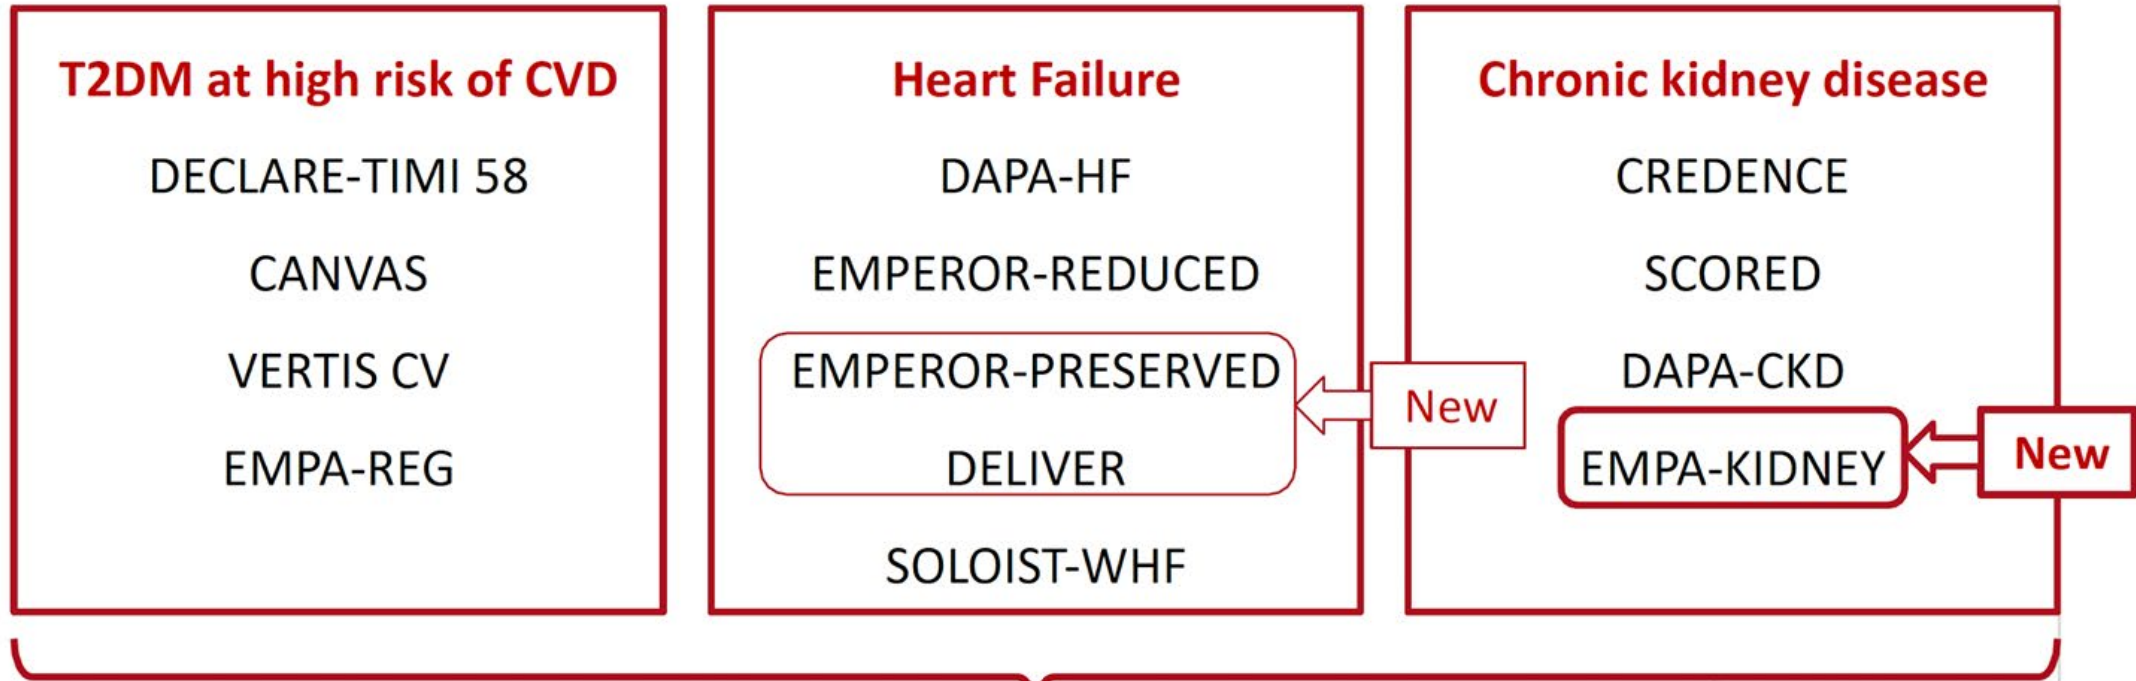 T2DM at high risk of CVD
DECLARE-TIMI 58
CANVAS
VERTIS CV
EMPA-REG
Heart Failure
DAPA-HF
EMPEROR-REDUCED
EMPEROR-PRESERVED
DELIVER
SOLOIST-WHF
New
Chronic kidney disease
CREDENCE
SCORED
DAPA-CKD
EMPA-KIDNEY
New